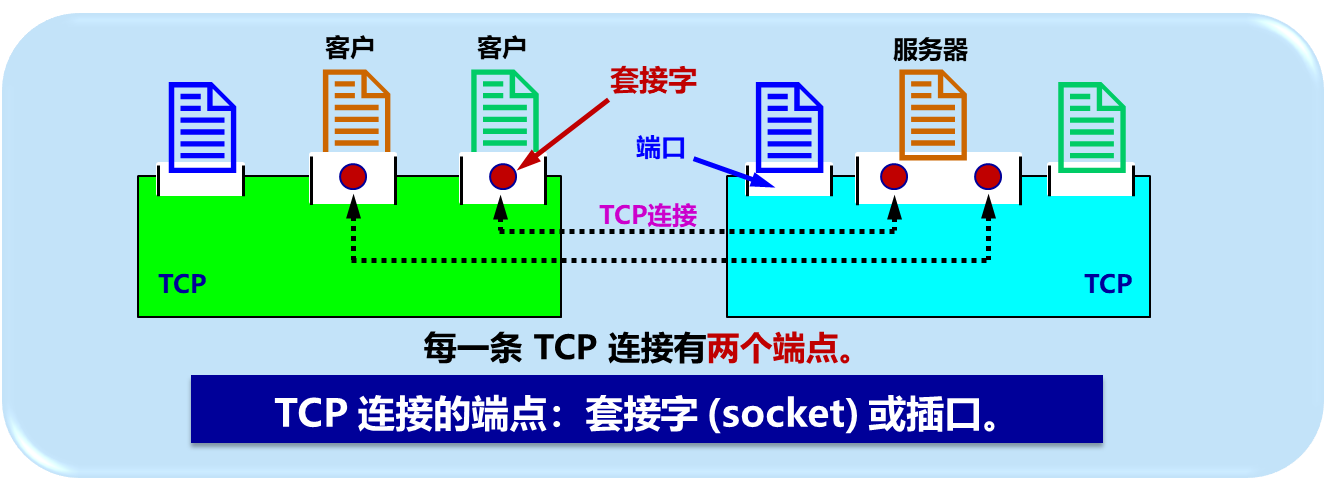 客户
客户
服务器
套接字
端口
TCP连接
TCP
TCP
每一条 TCP 连接有两个端点。
TCP 连接的端点：套接字 (socket) 或插口。